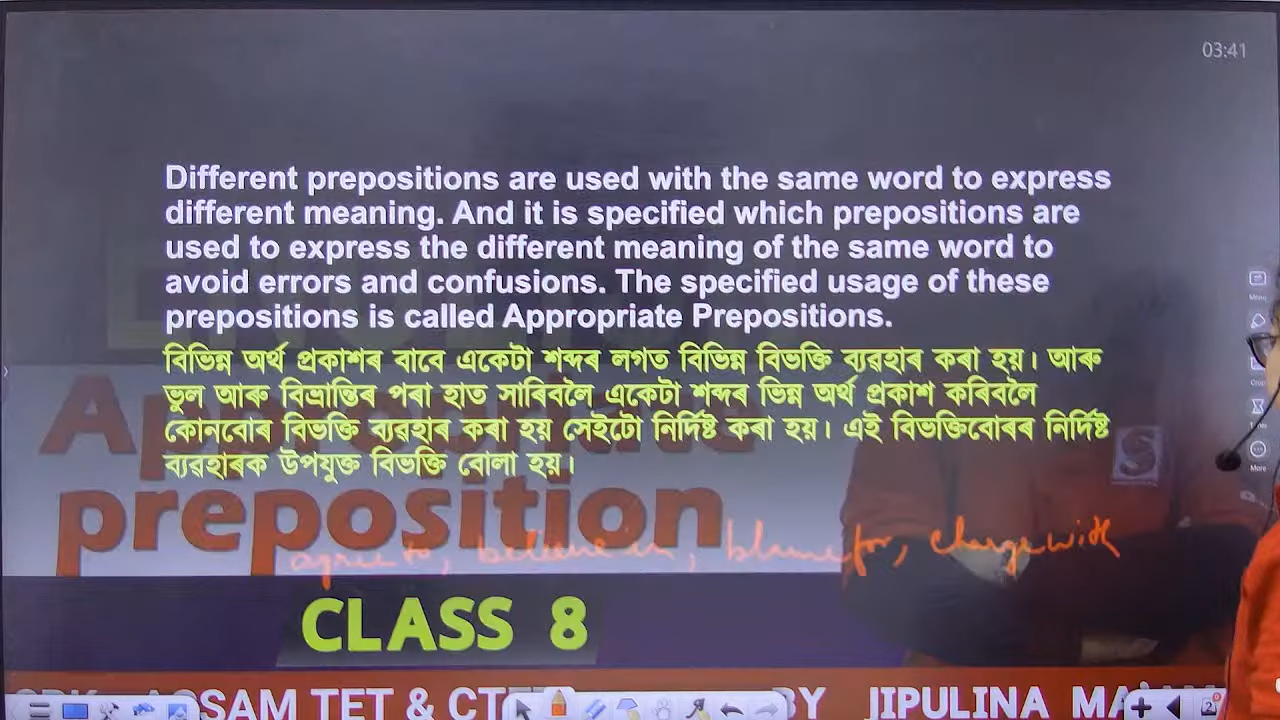 03:41
Different prepositions are used with the same word to express
different meaning. And it is specified which prepositions are
used to express the different meaning of the same word to
avoid errors and confusions. The specified usage of these
prepositions is called Appropriate Prepositions.
বিভিন্ন অৰ্থ প্ৰকাশৰ বাবে একেটা শব্দৰ লগত বিভিন্ন বিভক্তি ব্যৱহাৰ কৰা হয়। আৰু
ভুল আৰু বিভ্ৰান্তিৰ পৰা হাত সাৰিবলৈ একেটা শব্দৰ ভিন্ন অৰ্থ প্ৰকাশ কৰিবলৈ
কোনবোৰ বিভক্তি ব্যৱহাৰ কৰা হয় সেইটো নিৰ্দিষ্ট কৰা হয়। এই বিভক্তিবোৰৰ নিৰ্দিষ্ট
ব্যৱহাৰক উপযুক্ত বিভক্তি বোলা হয়।
Appropriate
preposition
agree to, believe in, blame for, charge with
CLASS 8
ASSAM TET & BY JIPULINA
More